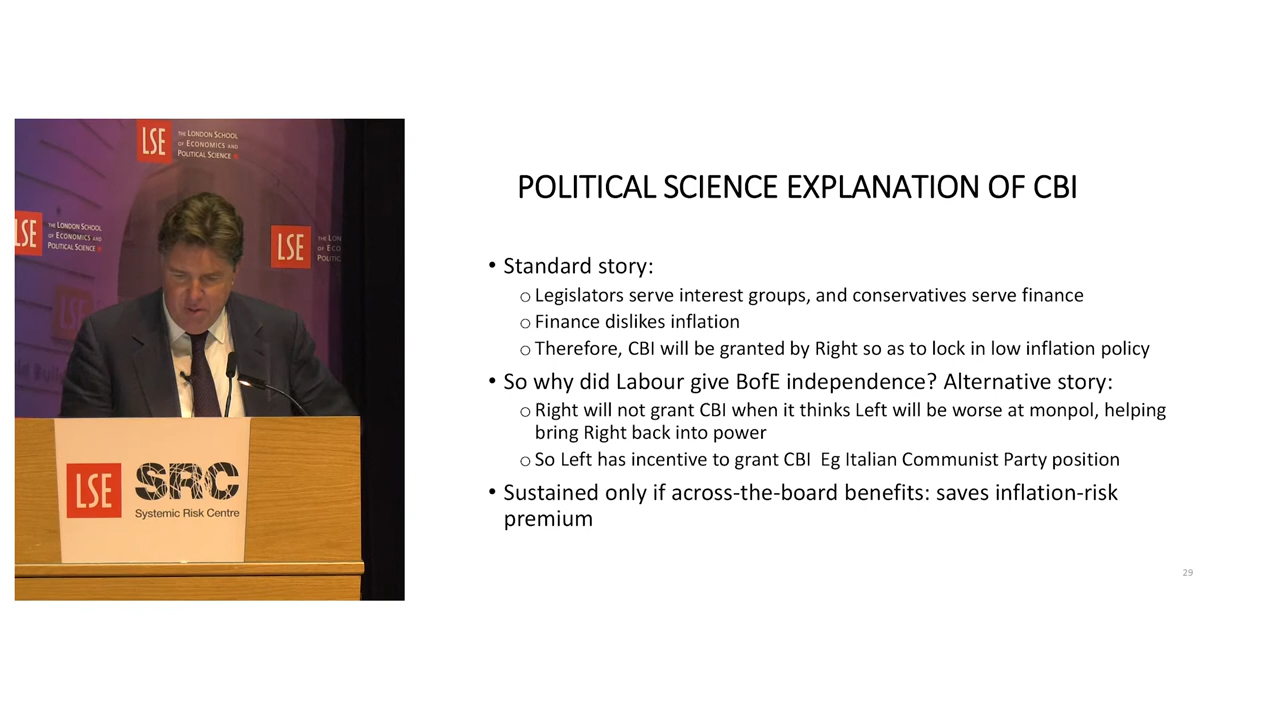 LSE THE LONDON SCHOOL
OF ECONOMICS AND
POLITICAL SCIENCE
LSE THE LONDON SCHOOL
OF ECONOMICS AND
POLITICAL SCIENCE
LSE
LSE
LSE SRC
Systemic Risk Centre
POLITICAL SCIENCE EXPLANATION OF CBI
• Standard story:
o Legislators serve interest groups, and conservatives serve finance
o Finance dislikes inflation
o Therefore, CBI will be granted by Right so as to lock in low inflation policy
• So why did Labour give BofE independence? Alternative story:
o Right will not grant CBI when it thinks Left will be worse at monpol, helping
bring Right back into power
o So Left has incentive to grant CBI Eg Italian Communist Party position
• Sustained only if across-the-board benefits: saves inflation-risk
premium
29